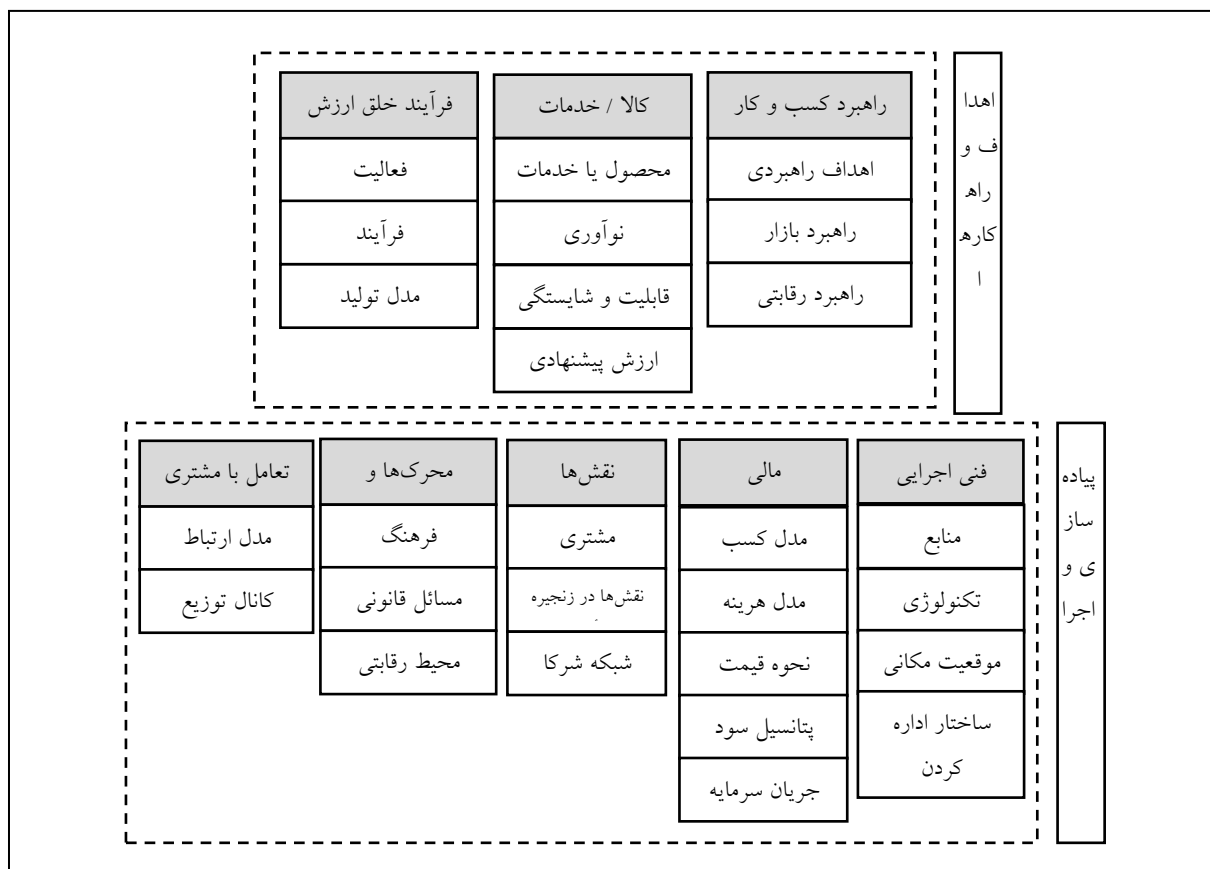 اهدا
ف و
راه
کاره
ا
راهبرد کسب و کار
اهداف راهبردی
راهبرد بازار
راهبرد رقابتی
کالا / خدمات
محصول یا خدمات
نوآوری
قابلیت و شایستگی
ارزش پیشنهادی
فرآیند خلق ارزش
فعالیت
فرآیند
مدل تولید
پیاده
ساز
ی و
اجرا
فنی اجرایی
منابع
تکنولوژی
موقعیت مکانی
ساختار اداره
کردن
مالی
مدل کسب
مدل هرینه
نحوه قیمت
پتانسیل سود
جریان سرمایه
نقش‌ها
مشتری
نقش‌ها در زنجیره
شبکه شرکا
محرک‌ها و
فرهنگ
مسائل قانونی
محیط رقابتی
تعامل با مشتری
مدل ارتباط
کانال توزیع